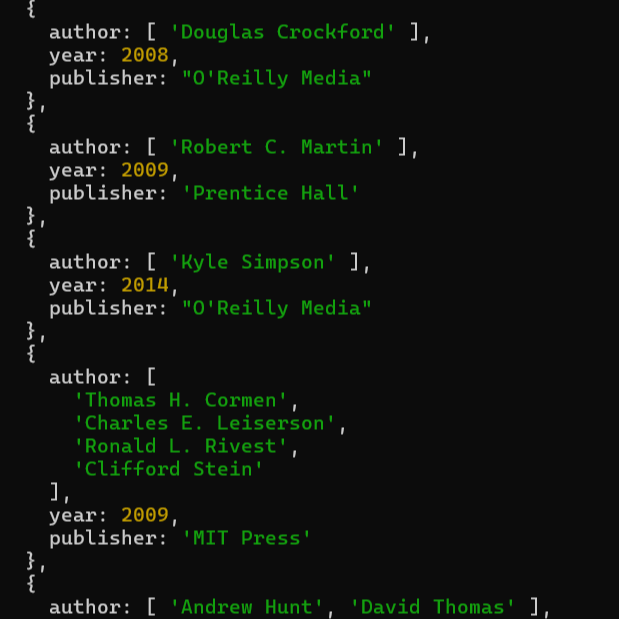 {
author: [ 'Douglas Crockford' ],
year: 2008,
publisher: "O'Reilly Media"
},
{
author: [ 'Robert C. Martin' ],
year: 2009,
publisher: 'Prentice Hall'
},
{
author: [ 'Kyle Simpson' ],
year: 2014,
publisher: "O'Reilly Media"
},
{
author: [
'Thomas H. Cormen',
'Charles E. Leiserson',
'Ronald L. Rivest',
'Clifford Stein'
],
year: 2009,
publisher: 'MIT Press'
},
{
author: [ 'Andrew Hunt', 'David Thomas' ],